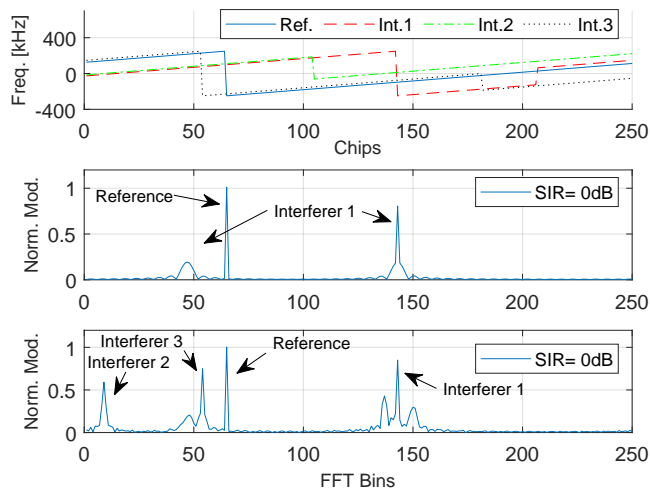 Ref. Int.1 Int.2 Int.3
Freq. [kHz]
400
0
-400
0 50 100 150 200 250
Chips
Norm. Mod.
1
0.5
0
Reference
Interferer 1
SIR= 0dB
0 50 100 150 200 250
Norm. Mod.
1
0.5
0
Interferer 3
Interferer 2
Reference
Interferer 1
SIR= 0dB
0 50 100 150 200 250
FFT Bins